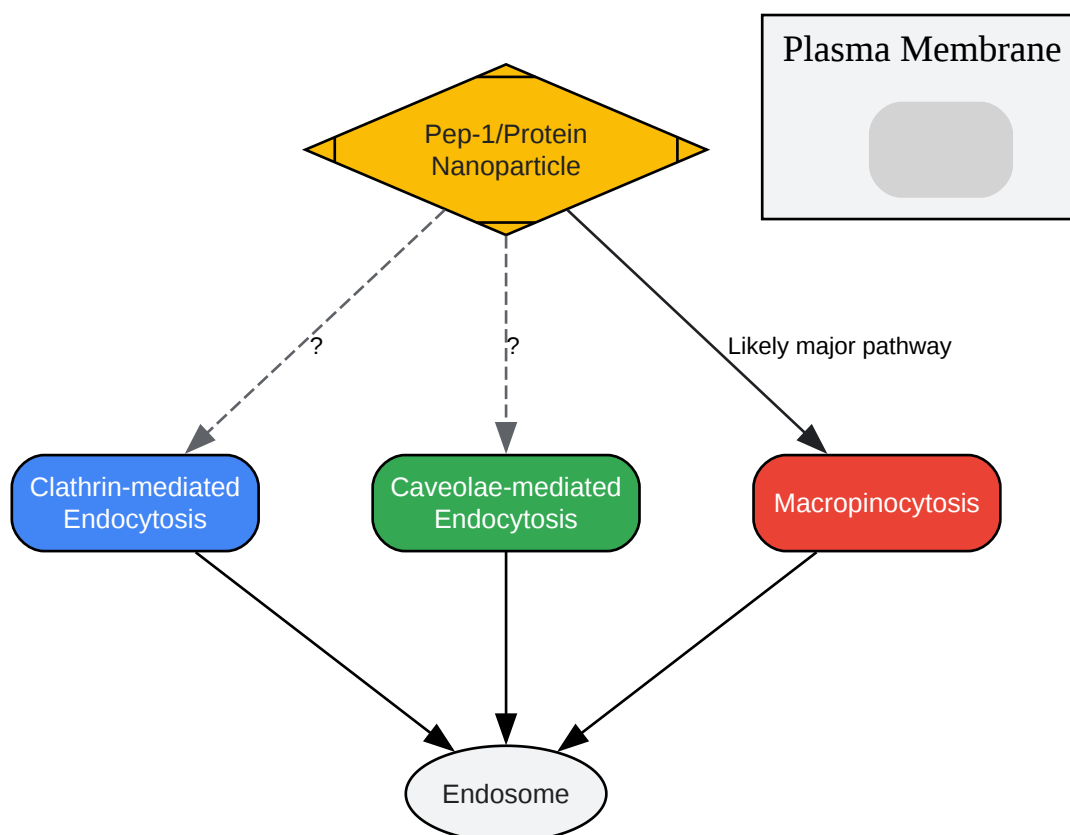 Plasma Membrane
Pep-1/Protein
Nanoparticle
?
?
Likely major pathway
Clathrin-mediated
Endocytosis
Caveolae-mediated
Endocytosis
Macropinocytosis
Endosome